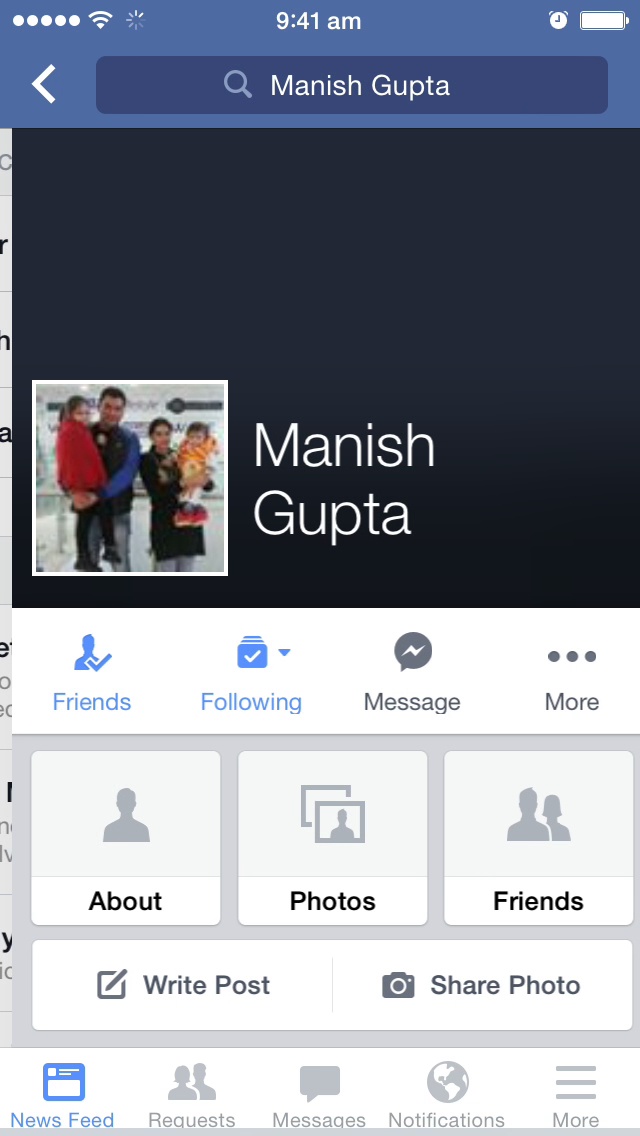 9:41 am
Manish Gupta
Manish
Gupta
Friends
Following
Message
More
About
Photos
Friends
Write Post
Share Photo
News Feed
Requests
Messages
Notifications
More